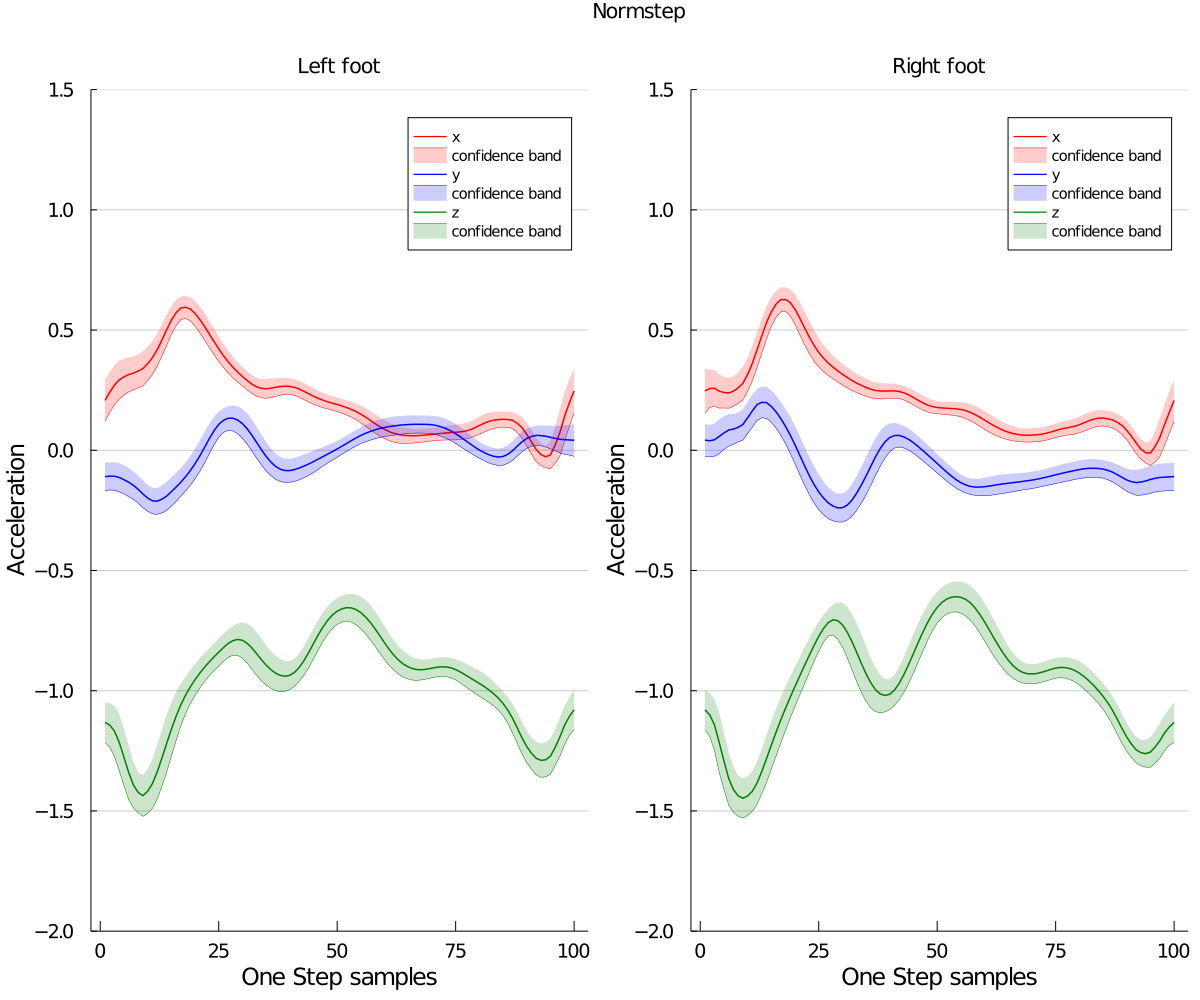 Normstep
Left foot
1.5
1.0
0.5
0.0
−0.5
−1.0
−1.5
−2.0
0 25 50 75 100
Acceleration
One Step samples
x
confidence band
y
confidence band
z
confidence band
Right foot
1.5
1.0
0.5
0.0
−0.5
−1.0
−1.5
−2.0
0 25 50 75 100
Acceleration
One Step samples
x
confidence band
y
confidence band
z
confidence band